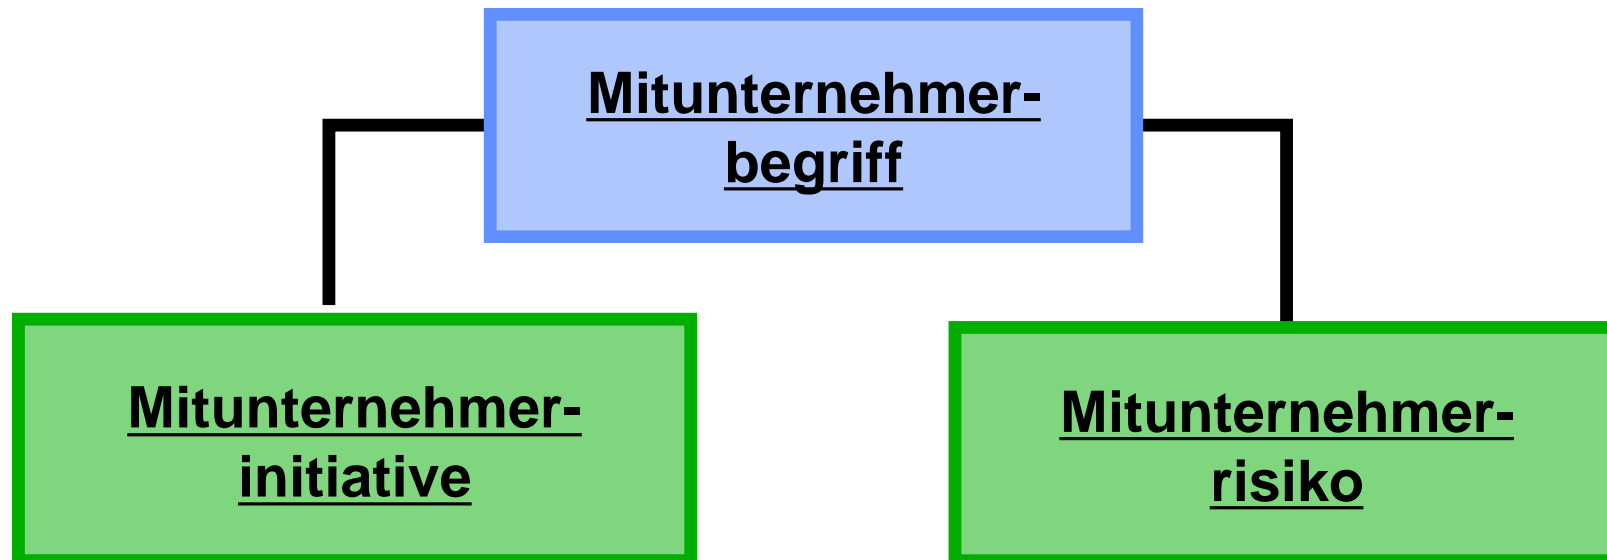 Mitunternehmer-
begriff
Mitunternehmer-
initiative
Mitunternehmer-
risiko